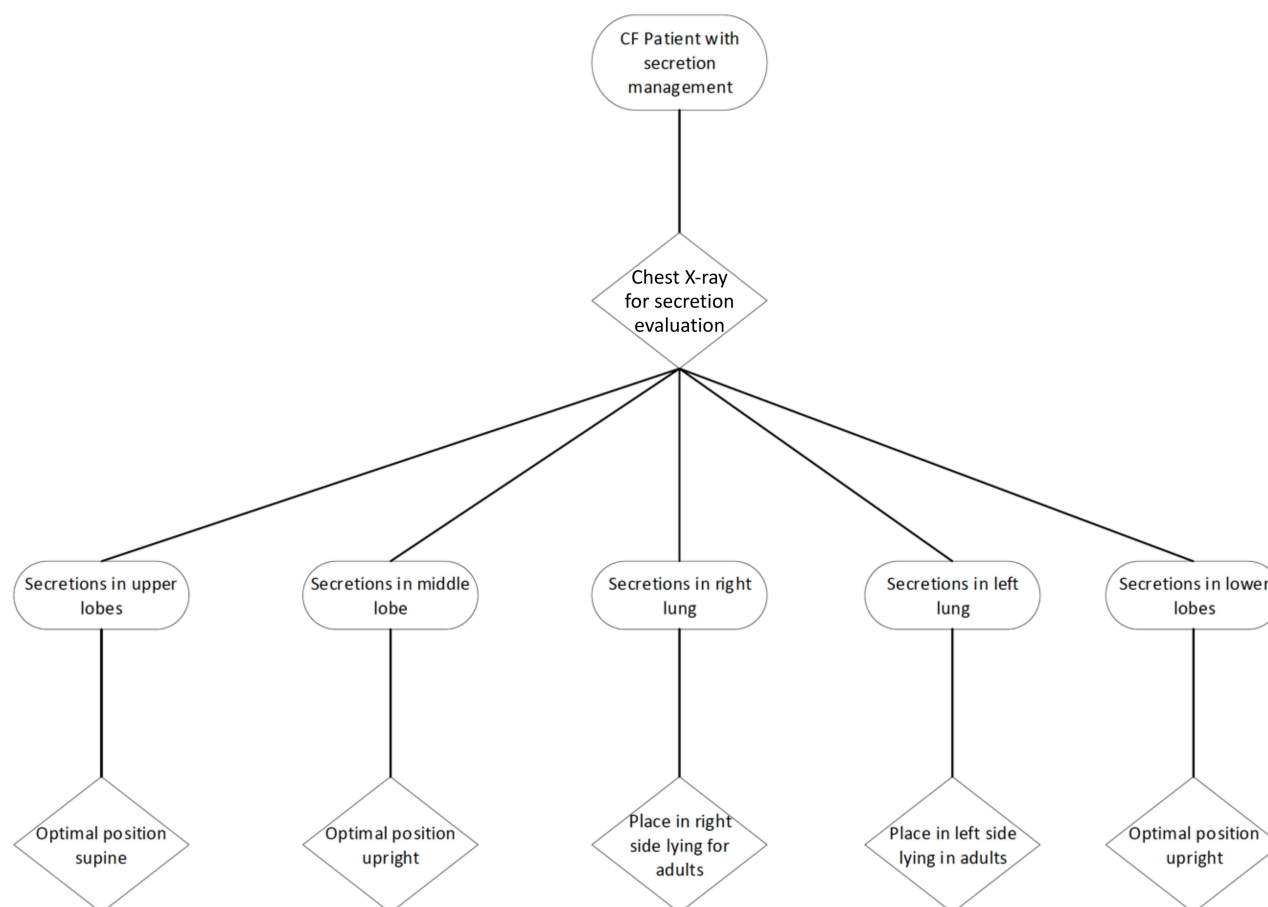 CF Patient with
secretion
management
Chest X-ray
for secretion
evaluation
Secretions in upper
lobes
Secretions in middle
lobe
Secretions in right
lung
Secretions in left
lung
Secretions in lower
lobes
Optimal position
supine
Optimal position
upright
Place in right
side lying for
adults
Place in left side
lying in adults
Optimal position
upright